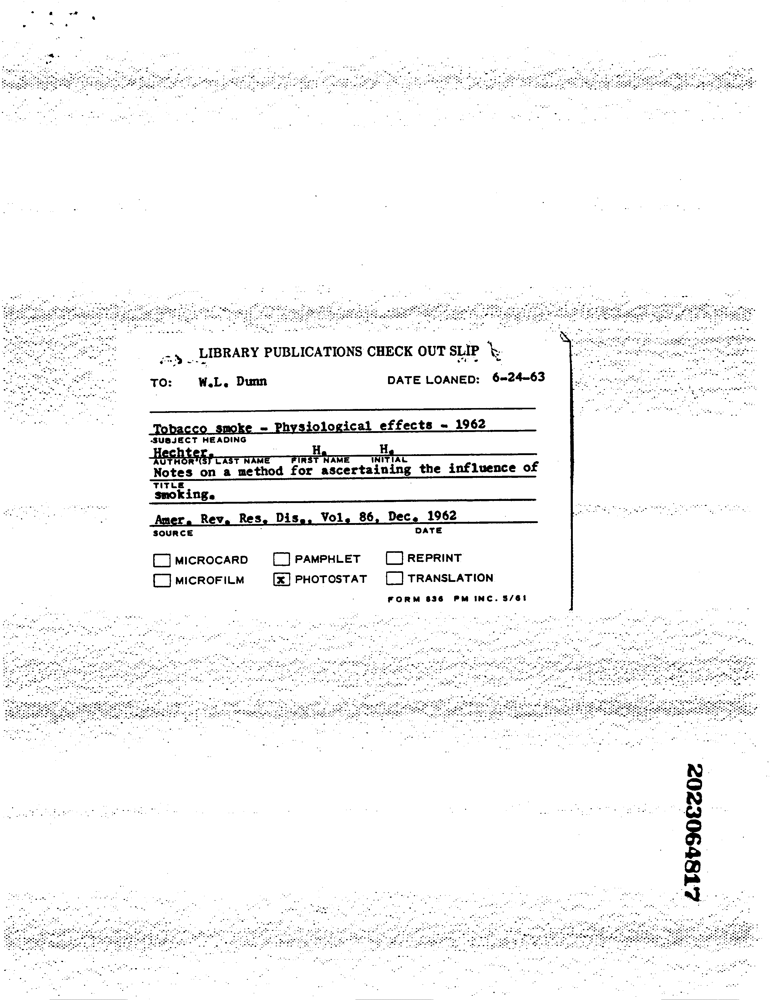 LIBRARY PUBLICATIONS CHECK OUT SLIP
TO: W.L. Dunn DATE LOANED: 6-24-63
Tobacco smoke - Physiological effects - 1962
SUBJECT HEADING
Hechter, H. H.
AUTHOR'(S) LAST NAME FIRST NAME INITIAL
Notes on a method for ascertaining the influence of
TITLE
smoking.
Amer. Rev. Res. Dis., Vol. 86, Dec. 1962
SOURCE DATE
MICROCARD PAMPHLET REPRINT
MICROFILM X PHOTOSTAT TRANSLATION
FORM 836 PM INC. 5/61
2023064817